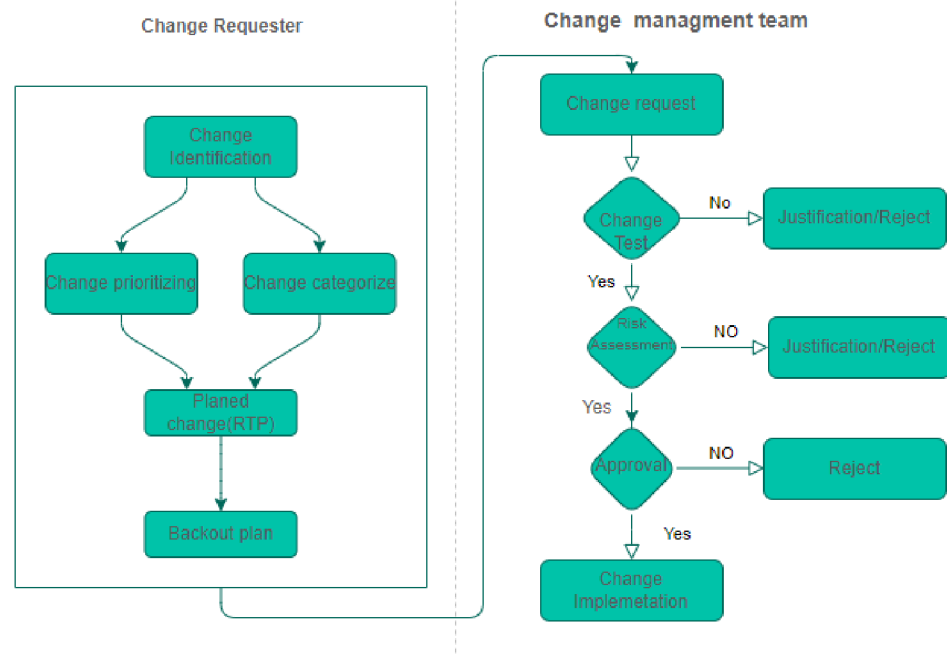 Change Requester
Change
Identification
Change prioritizing
Change categorize
Planed
change(RTP)
Backout plan
Change managment team
Change request
Change
Test
No
Justification/Reject
Yes
Risk
Assessment
NO
Justification/Reject
Yes
Approval
NO
Reject
Yes
Change
Implemetation